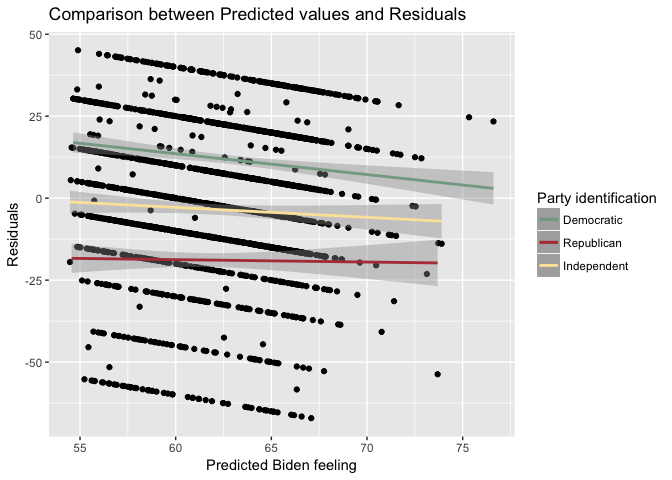 Comparison between Predicted values and Residuals
50
25
0
-25
-50
Residuals
55 60 65 70 75
Predicted Biden feeling
Party identification
Democratic
Republican
Independent